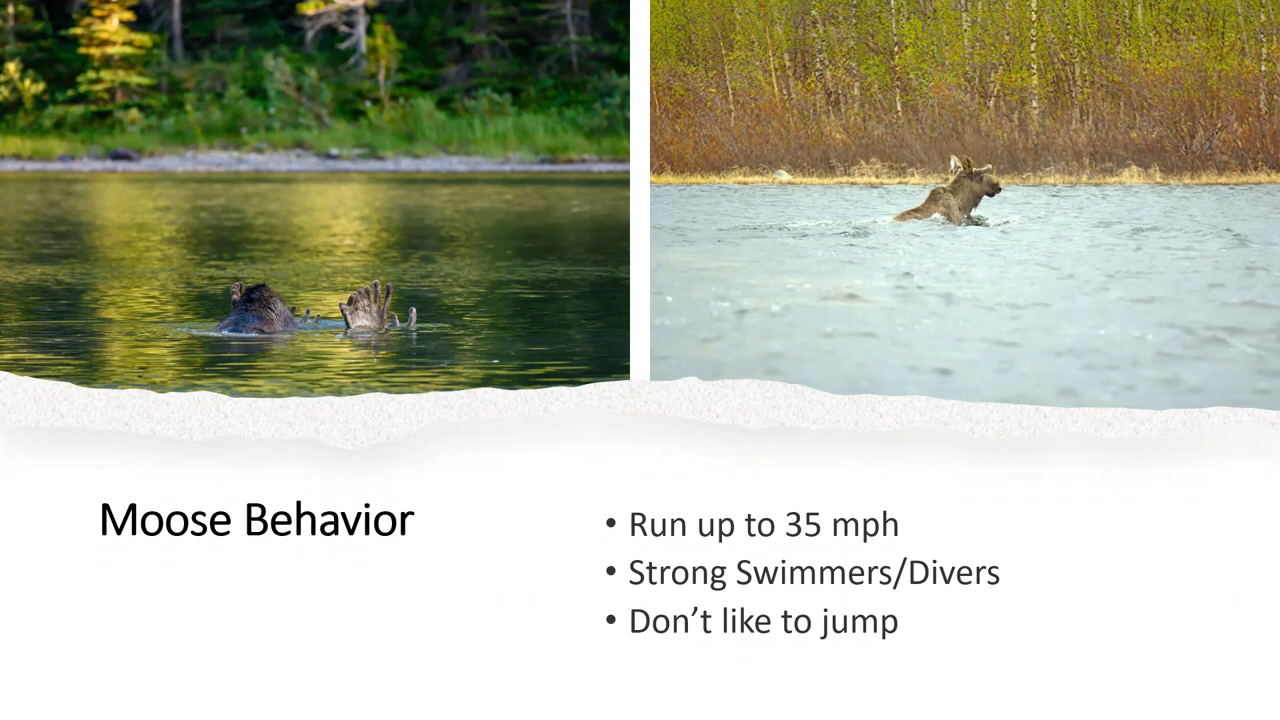 Moose Behavior
• Run up to 35 mph
• Strong Swimmers/Divers
• Don’t like to jump